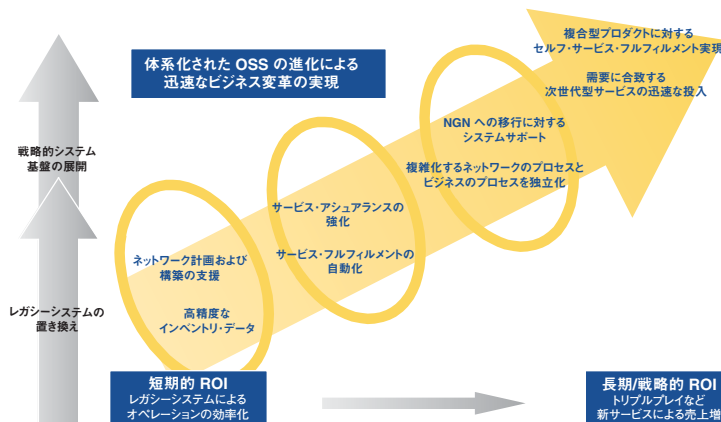 複合型プロダクトに対する
セルフ・サービス・フルフィルメント実現
体系化された OSS の進化による
迅速なビジネス変革の実現
需要に合致する
次世代型サービスの迅速な投入
NGN への移行に対する
システムサポート
戦略的システム
基盤の展開
複雑化するネットワークのプロセスと
ビジネスのプロセスを独立化
サービス・アシュアランスの
強化
サービス・フルフィルメントの
自動化
ネットワーク計画および
構築の支援
レガシーシステムの
置き換え
高精度な
インベントリ・データ
短期的 ROI
レガシーシステムによる
オペレーションの効率化
長期/戦略的 ROI
トリプルプレイなど
新サービスによる売上増